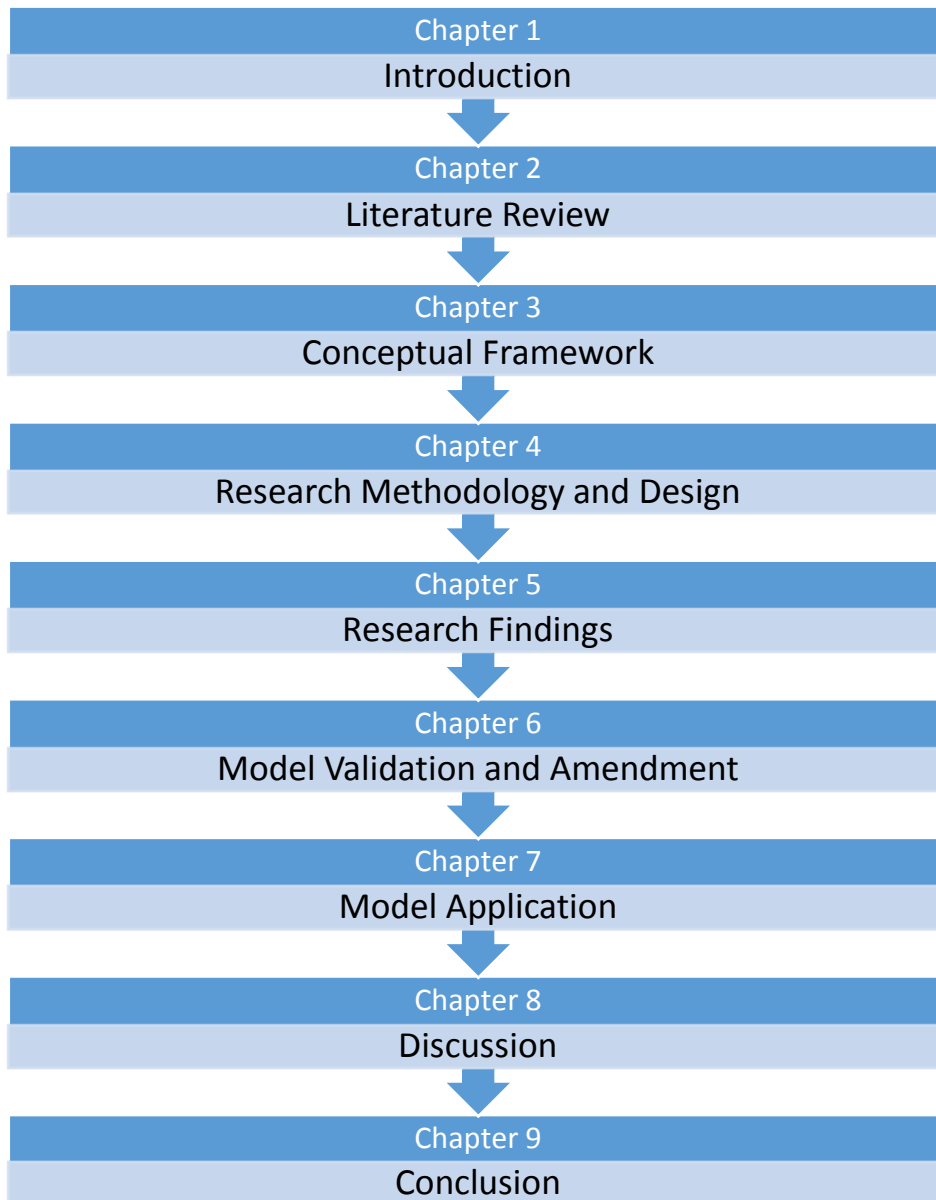 Chapter 1
Introduction
Chapter 2
Literature Review
Chapter 3
Conceptual Framework
Chapter 4
Research Methodology and Design
Chapter 5
Research Findings
Chapter 6
Model Validation and Amendment
Chapter 7
Model Application
Chapter 8
Discussion
Chapter 9
Conclusion